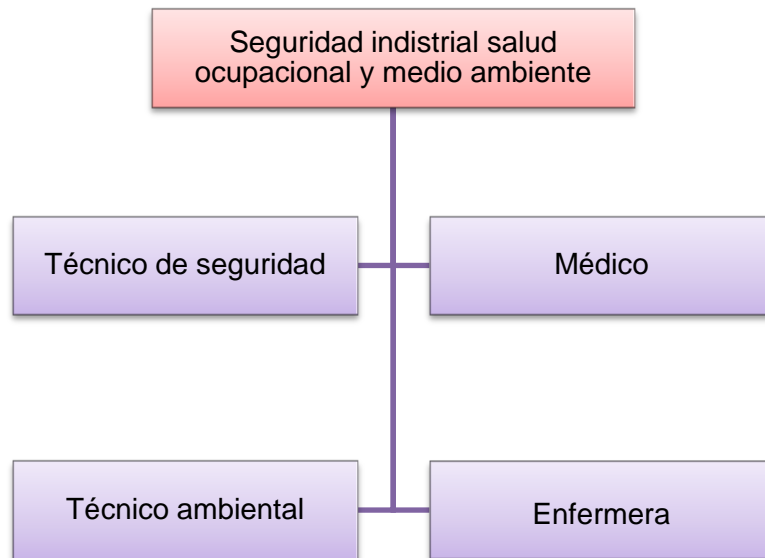 Seguridad indistrial salud
ocupacional y medio ambiente
Técnico de seguridad
Médico
Técnico ambiental
Enfermera